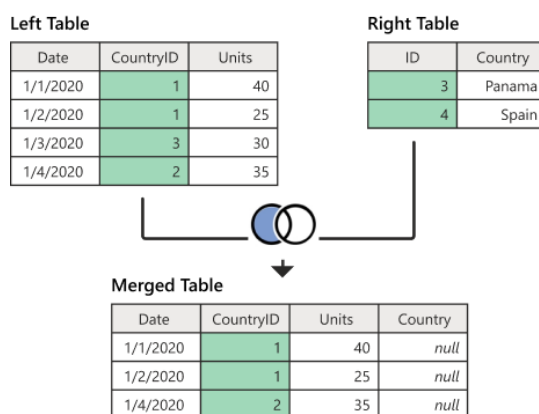 Left Table
Right Table
Date CountryID Units
1/1/2020 1 40
1/2/2020 1 25
1/3/2020 3 30
1/4/2020 2 35
ID Country
3 Panama
4 Spain
Merged Table
Date CountryID Units Country
1/1/2020 1 40 null
1/2/2020 1 25 null
1/4/2020 2 35 null